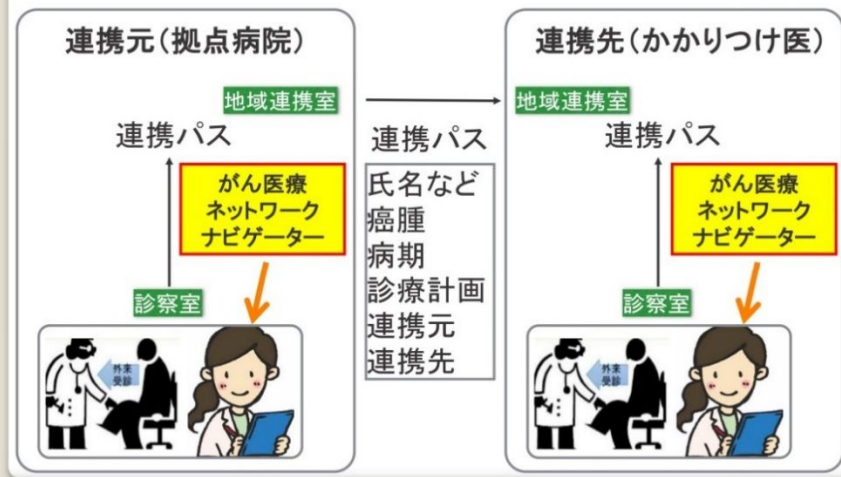 連携元(拠点病院)
地域連携室
連携パス
がん医療
ネットワーク
ナビゲーター
診察室
外来
受診
連携パス
氏名など
癌腫
病期
診療計画
連携元
連携先
連携先(かかりつけ医)
地域連携室
連携パス
がん医療
ネットワーク
ナビゲーター
診察室
外来
受診